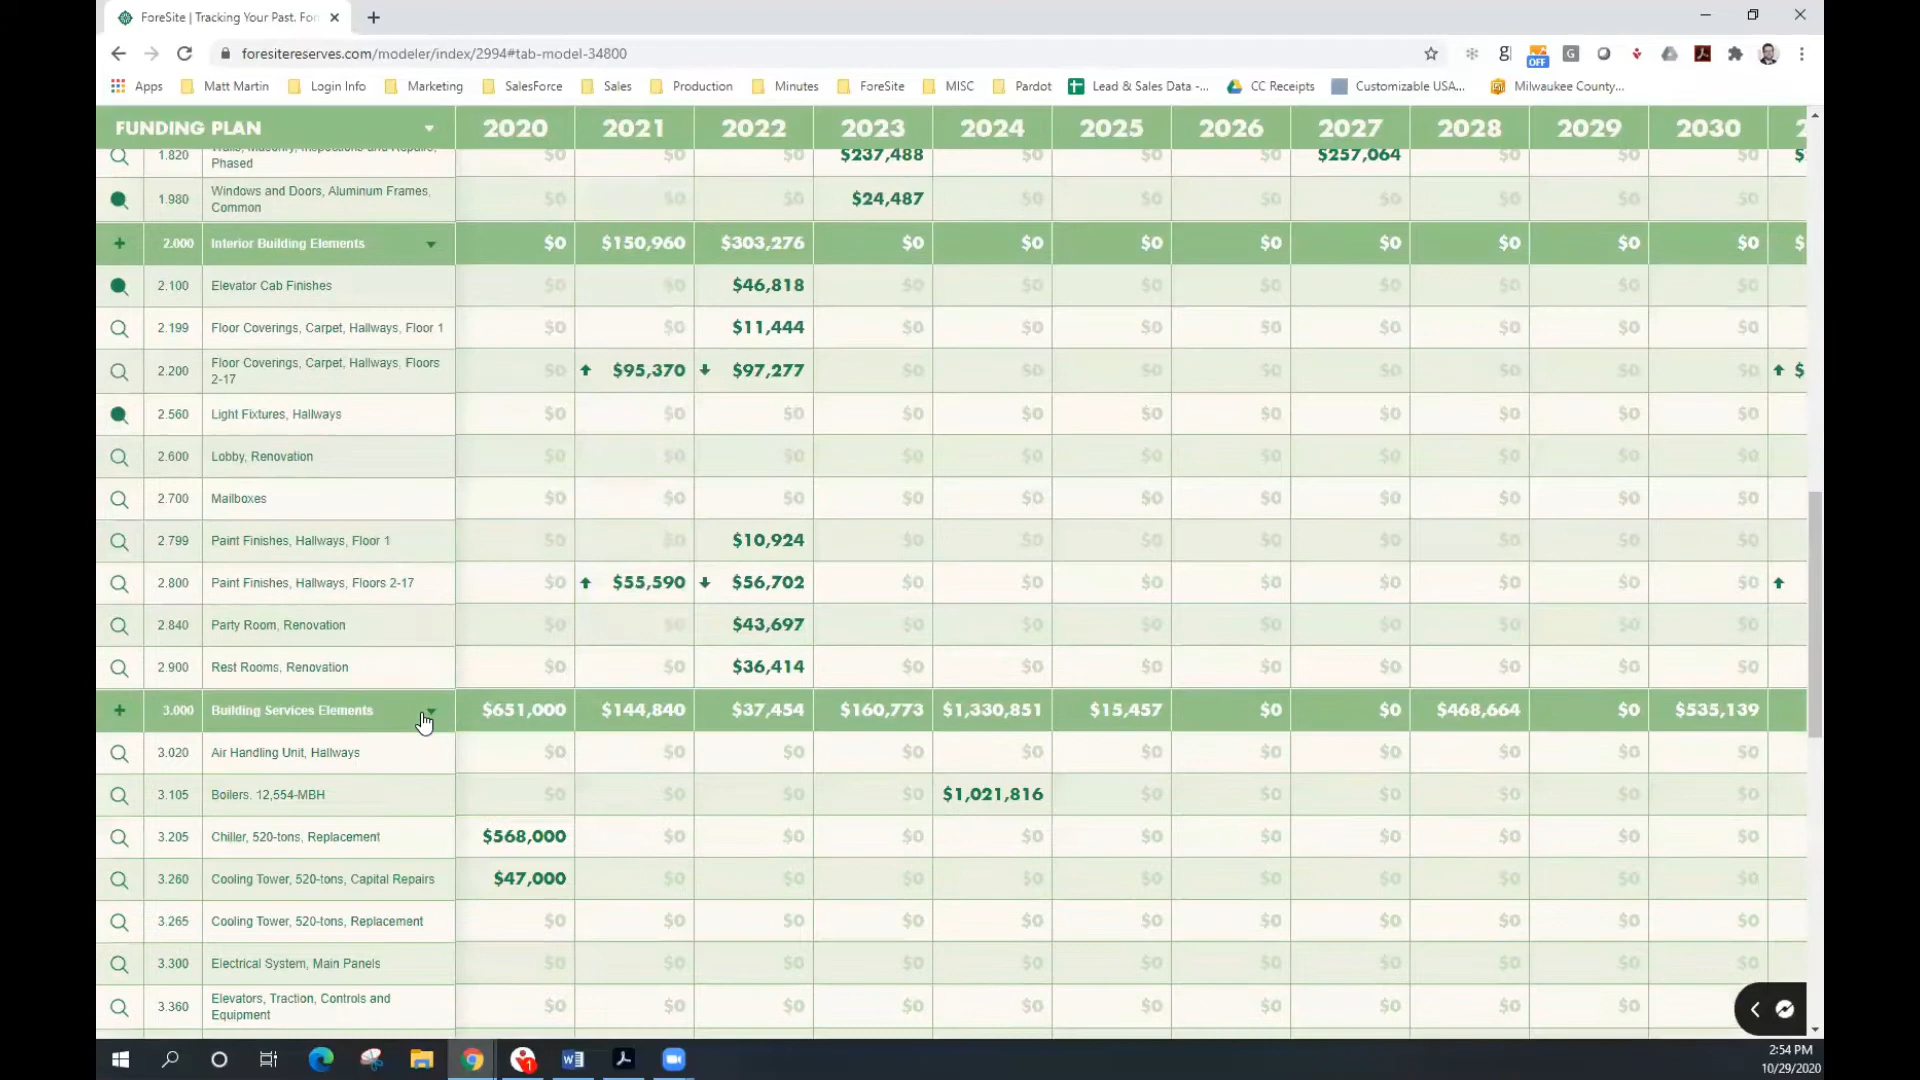 ForeSite | Tracking Your Past. For
foresitereserves.com/modeler/index/2994#tab-model-34800
OFF
Apps Matt Martin Login Info Marketing SalesForce Sales Production Minutes ForeSite MISC Pardot Lead & Sales Data -... CC Receipts Customizable USA... Milwaukee County...
FUNDING PLAN 2020 2021 2022 2023 2024 2025 2026 2027 2028 2029 2030 2
1.820 Walls, Masonry, Inspections and Repairs, $0 $0 $0 $237,488 $0 $0 $0 $257,064 $0 $0 $0 $
Phased
1.980 Windows and Doors, Aluminum Frames, $0 $0 $0 $24,487 $0 $0 $0 $0 $0 $0 $0
Common
+ 2.000 Interior Building Elements $0 $150,960 $303,276 $0 $0 $0 $0 $0 $0 $0 $0 $
2.100 Elevator Cab Finishes $0 $0 $46,818 $0 $0 $0 $0 $0 $0 $0 $0
2.199 Floor Coverings, Carpet, Hallways, Floor 1 $0 $0 $11,444 $0 $0 $0 $0 $0 $0 $0 $0
2.200 Floor Coverings, Carpet, Hallways, Floors $0 $95,370 $97,277 $0 $0 $0 $0 $0 $0 $0 $0 $
2-17
2.560 Light Fixtures, Hallways $0 $0 $0 $0 $0 $0 $0 $0 $0 $0 $0
2.600 Lobby, Renovation $0 $0 $0 $0 $0 $0 $0 $0 $0 $0 $0
2.700 Mailboxes $0 $0 $0 $0 $0 $0 $0 $0 $0 $0 $0
2.799 Paint Finishes, Hallways, Floor 1 $0 $0 $10,924 $0 $0 $0 $0 $0 $0 $0 $0
2.800 Paint Finishes, Hallways, Floors 2-17 $0 $55,590 $56,702 $0 $0 $0 $0 $0 $0 $0 $0
2.840 Party Room, Renovation $0 $0 $43,697 $0 $0 $0 $0 $0 $0 $0 $0
2.900 Rest Rooms, Renovation $0 $0 $36,414 $0 $0 $0 $0 $0 $0 $0 $0
+ 3.000 Building Services Elements $651,000 $144,840 $37,454 $160,773 $1,330,851 $15,457 $0 $0 $468,664 $0 $535,139
3.020 Air Handling Unit, Hallways $0 $0 $0 $0 $0 $0 $0 $0 $0 $0 $0
3.105 Boilers. 12,554-MBH $0 $0 $0 $0 $1,021,816 $0 $0 $0 $0 $0 $0
3.205 Chiller, 520-tons, Replacement $568,000 $0 $0 $0 $0 $0 $0 $0 $0 $0 $0
3.260 Cooling Tower, 520-tons, Capital Repairs $47,000 $0 $0 $0 $0 $0 $0 $0 $0 $0 $0
3.265 Cooling Tower, 520-tons, Replacement $0 $0 $0 $0 $0 $0 $0 $0 $0 $0 $0
3.300 Electrical System, Main Panels $0 $0 $0 $0 $0 $0 $0 $0 $0 $0 $0
3.360 Elevators, Traction, Controls and $0 $0 $0 $0 $0 $0 $0 $0 $0 $0 $0
Equipment
2:54 PM
10/29/2020